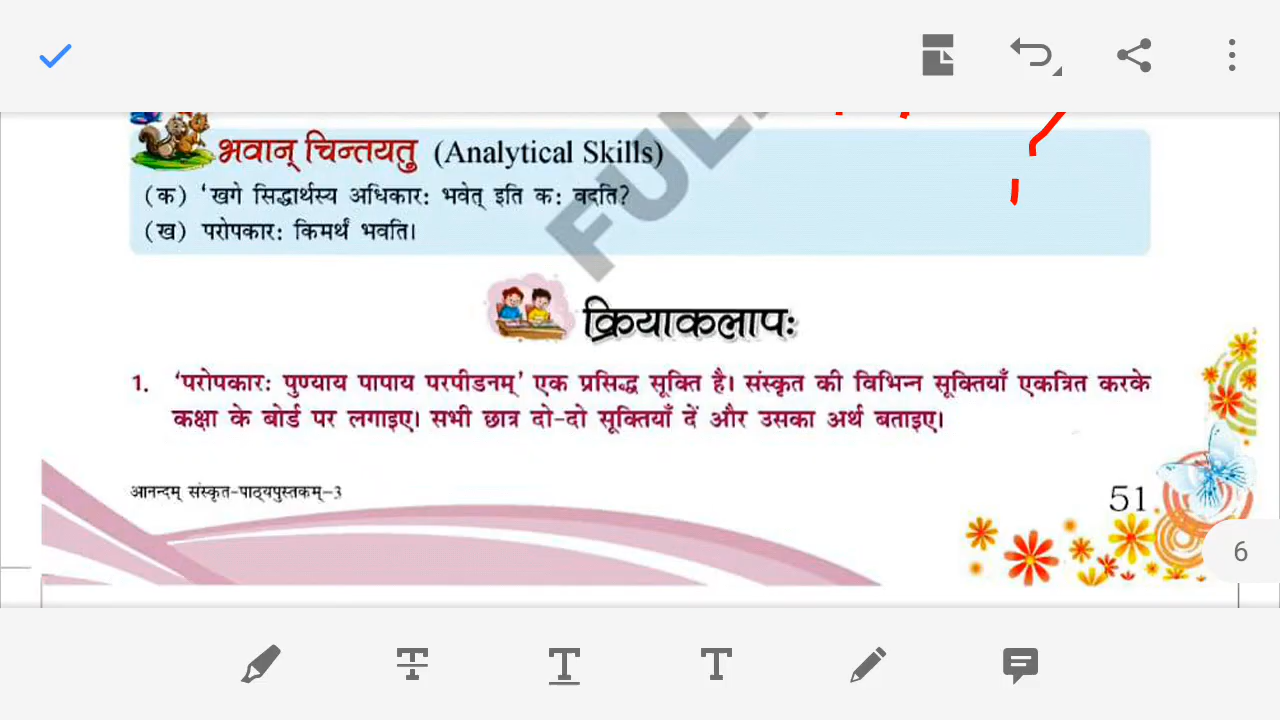 भवान् चिन्तयतु (Analytical Skills)
(क) 'खगे सिद्धार्थस्य अधिकारः भवेत् इति कः वदति?
(ख) परोपकारः किमर्थं भवति।
FUL
क्रियाकलापः
1. 'परोपकारः पुण्याय पापाय परपीडनम्' एक प्रसिद्ध सूक्ति है। संस्कृत की विभिन्न सूक्तियाँ एकत्रित करके
कक्षा के बोर्ड पर लगाइए। सभी छात्र दो-दो सूक्तियाँ दें और उसका अर्थ बताइए।
आनन्दम् संस्कृत-पाठ्यपुस्तकम्-3
51
6